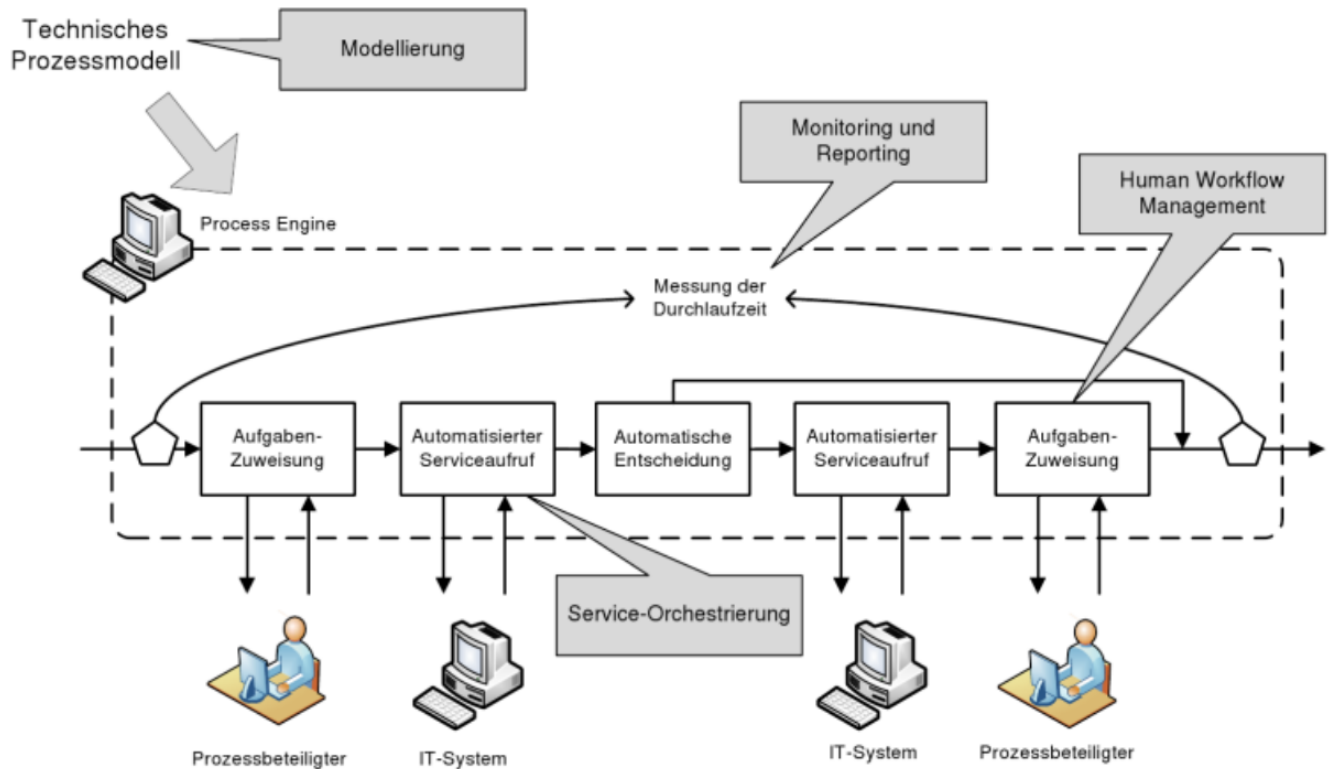 Technisches
Prozessmodell
Modellierung
Monitoring und
Reporting
Human Workflow
Management
Process Engine
Messung der
Durchlaufzeit
Aufgaben-
Zuweisung
Automatisierter
Serviceaufruf
Automatische
Entscheidung
Automatisierter
Serviceaufruf
Aufgaben-
Zuweisung
Service-Orchestrierung
Prozessbeteiligter
IT-System
IT-System
Prozessbeteiligter